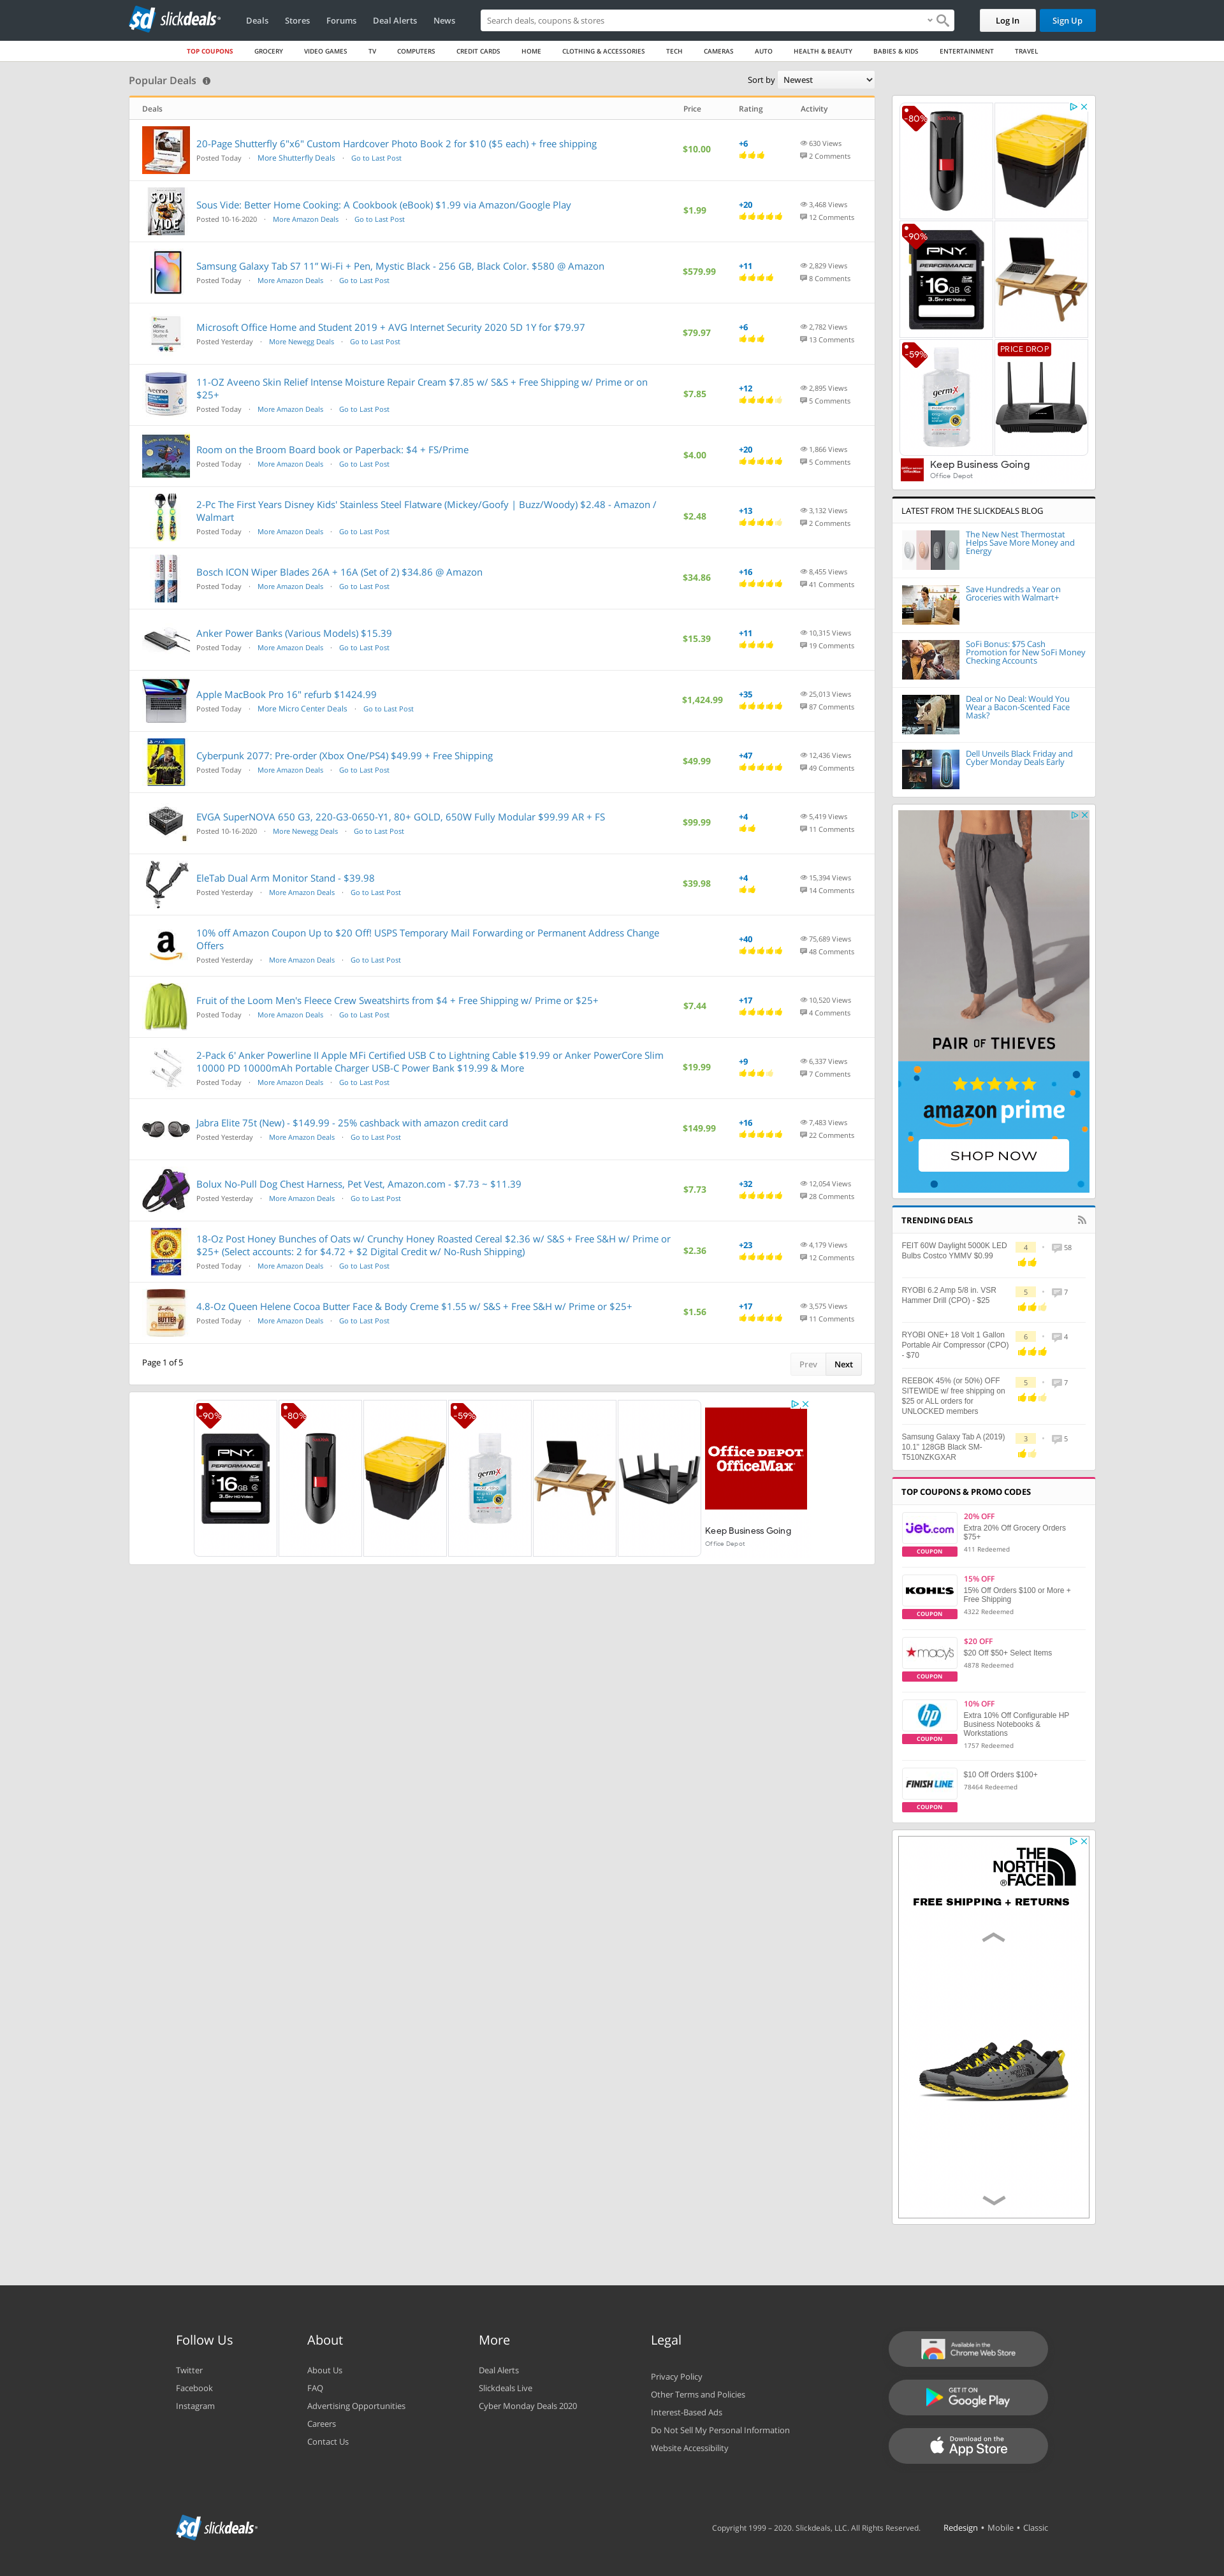 slickdeals
Deals
Stores
Forums
Deal Alerts
News
Search deals, coupons & stores
Log In
Sign Up
TOP COUPONS
GROCERY
VIDEO GAMES
TV
COMPUTERS
CREDIT CARDS
HOME
CLOTHING & ACCESSORIES
TECH
CAMERAS
AUTO
HEALTH & BEAUTY
BABIES & KIDS
ENTERTAINMENT
TRAVEL
Popular Deals
Sort by Newest
Deals Price Rating Activity
20-Page Shutterfly 6"x6" Custom Hardcover Photo Book 2 for $10 ($5 each) + free shipping
Posted Today · More Shutterfly Deals · Go to Last Post
$10.00
+6
630 Views
2 Comments
Sous Vide: Better Home Cooking: A Cookbook (eBook) $1.99 via Amazon/Google Play
Posted 10-16-2020 · More Amazon Deals · Go to Last Post
$1.99
+20
3,468 Views
12 Comments
Samsung Galaxy Tab S7 11" Wi-Fi + Pen, Mystic Black - 256 GB, Black Color. $580 @ Amazon
Posted Today · More Amazon Deals · Go to Last Post
$579.99
+11
2,829 Views
8 Comments
Microsoft Office Home and Student 2019 + AVG Internet Security 2020 5D 1Y for $79.97
Posted Yesterday · More Newegg Deals · Go to Last Post
$79.97
+6
2,782 Views
13 Comments
11-OZ Aveeno Skin Relief Intense Moisture Repair Cream $7.85 w/ S&S + Free Shipping w/ Prime or on
$25+
Posted Today · More Amazon Deals · Go to Last Post
$7.85
+12
2,895 Views
5 Comments
Room on the Broom Board book or Paperback: $4 + FS/Prime
Posted Today · More Amazon Deals · Go to Last Post
$4.00
+20
1,866 Views
5 Comments
2-Pc The First Years Disney Kids' Stainless Steel Flatware (Mickey/Goofy | Buzz/Woody) $2.48 - Amazon /
Walmart
Posted Today · More Amazon Deals · Go to Last Post
$2.48
+13
3,132 Views
2 Comments
Bosch ICON Wiper Blades 26A + 16A (Set of 2) $34.86 @ Amazon
Posted Today · More Amazon Deals · Go to Last Post
$34.86
+16
8,455 Views
41 Comments
Anker Power Banks (Various Models) $15.39
Posted Today · More Amazon Deals · Go to Last Post
$15.39
+11
10,315 Views
19 Comments
Apple MacBook Pro 16" refurb $1424.99
Posted Today · More Micro Center Deals · Go to Last Post
$1,424.99
+35
25,013 Views
87 Comments
Cyberpunk 2077: Pre-order (Xbox One/PS4) $49.99 + Free Shipping
Posted Today · More Amazon Deals · Go to Last Post
$49.99
+47
12,436 Views
49 Comments
EVGA SuperNOVA 650 G3, 220-G3-0650-Y1, 80+ GOLD, 650W Fully Modular $99.99 AR + FS
Posted 10-16-2020 · More Newegg Deals · Go to Last Post
$99.99
+4
5,419 Views
11 Comments
EleTab Dual Arm Monitor Stand - $39.98
Posted Yesterday · More Amazon Deals · Go to Last Post
$39.98
+4
15,394 Views
14 Comments
10% off Amazon Coupon Up to $20 Off! USPS Temporary Mail Forwarding or Permanent Address Change
Offers
Posted Yesterday · More Amazon Deals · Go to Last Post
+40
75,689 Views
48 Comments
Fruit of the Loom Men's Fleece Crew Sweatshirts from $4 + Free Shipping w/ Prime or $25+
Posted Today · More Amazon Deals · Go to Last Post
$7.44
+17
10,520 Views
4 Comments
2-Pack 6' Anker Powerline II Apple MFi Certified USB C to Lightning Cable $19.99 or Anker PowerCore Slim
10000 PD 10000mAh Portable Charger USB-C Power Bank $19.99 & More
Posted Today · More Amazon Deals · Go to Last Post
$19.99
+9
6,337 Views
7 Comments
Jabra Elite 75t (New) - $149.99 - 25% cashback with amazon credit card
Posted Yesterday · More Amazon Deals · Go to Last Post
$149.99
+16
7,483 Views
22 Comments
Bolux No-Pull Dog Chest Harness, Pet Vest, Amazon.com - $7.73 ~ $11.39
Posted Yesterday · More Amazon Deals · Go to Last Post
$7.73
+32
12,054 Views
28 Comments
18-Oz Post Honey Bunches of Oats w/ Crunchy Honey Roasted Cereal $2.36 w/ S&S + Free S&H w/ Prime or
$25+ (Select accounts: 2 for $4.72 + $2 Digital Credit w/ No-Rush Shipping)
Posted Today · More Amazon Deals · Go to Last Post
$2.36
+23
4,179 Views
12 Comments
4.8-Oz Queen Helene Cocoa Butter Face & Body Creme $1.55 w/ S&S + Free S&H w/ Prime or $25+
Posted Today · More Amazon Deals · Go to Last Post
$1.56
+17
3,575 Views
11 Comments
Page 1 of 5
Prev
Next
-90%
PNY
PERFORMANCE
16
GB
-80%
-59%
germ-x
Office DEPOT
OfficeMax
Keep Business Going
Office Depot
-80%
-90%
PNY
PERFORMANCE
16
GB
-59%
germ-x
PRICE DROP
Keep Business Going
Office Depot
LATEST FROM THE SLICKDEALS BLOG
The New Nest Thermostat
Helps Save More Money and
Energy
Save Hundreds a Year on
Groceries with Walmart+
SoFi Bonus: $75 Cash
Promotion for New SoFi Money
Checking Accounts
Deal or No Deal: Would You
Wear a Bacon-Scented Face
Mask?
Dell Unveils Black Friday and
Cyber Monday Deals Early
PAIR OF THIEVES
amazon prime
SHOP NOW
TRENDING DEALS
FEIT 60W Daylight 5000K LED
Bulbs Costco YMMV $0.99
4 · 58
RYOBI 6.2 Amp 5/8 in. VSR
Hammer Drill (CPO) - $25
5 · 7
RYOBI ONE+ 18 Volt 1 Gallon
Portable Air Compressor (CPO)
- $70
6 · 4
REEBOK 45% (or 50%) OFF
SITEWIDE w/ free shipping on
$25 or ALL orders for
UNLOCKED members
5 · 7
Samsung Galaxy Tab A (2019)
10.1" 128GB Black SM-
T510NZKGXAR
3 · 5
TOP COUPONS & PROMO CODES
jet.com
COUPON
20% OFF
Extra 20% Off Grocery Orders
$75+
411 Redeemed
KOHL'S
COUPON
15% OFF
15% Off Orders $100 or More +
Free Shipping
4322 Redeemed
macy's
COUPON
$20 OFF
$20 Off $50+ Select Items
4878 Redeemed
hp
COUPON
10% OFF
Extra 10% Off Configurable HP
Business Notebooks &
Workstations
1757 Redeemed
FINISH LINE
COUPON
$10 Off Orders $100+
78464 Redeemed
THE
NORTH
FACE
FREE SHIPPING + RETURNS
Follow Us
Twitter
Facebook
Instagram
About
About Us
FAQ
Advertising Opportunities
Careers
Contact Us
More
Deal Alerts
Slickdeals Live
Cyber Monday Deals 2020
Legal
Privacy Policy
Other Terms and Policies
Interest-Based Ads
Do Not Sell My Personal Information
Website Accessibility
Available in the
Chrome Web Store
GET IT ON
Google Play
Download on the
App Store
slickdeals
Copyright 1999 – 2020. Slickdeals, LLC. All Rights Reserved.
Redesign • Mobile • Classic